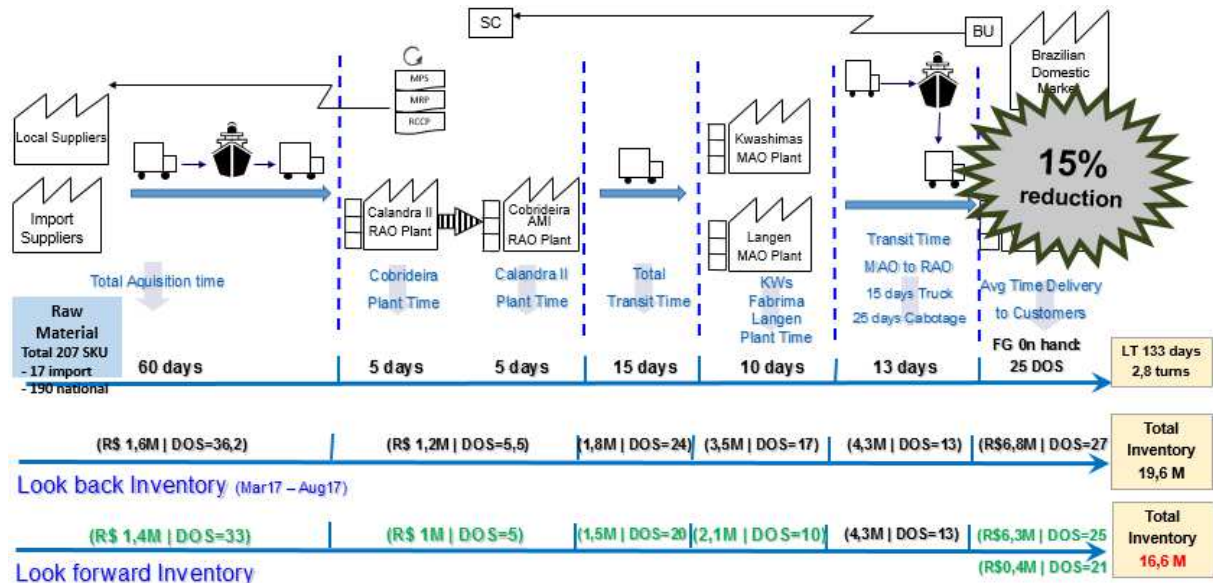 SC
BU
Brazilian
Domestic
Market
MPS
MRP
RCCP
Local Suppliers
Import
Suppliers
Calandra II
RAO Plant
Cobrideira
AMI
RAO Plant
Kwashimas
MAO Plant
Langen
MAO Plant
15%
reduction
Total Aquisition time
Cobrideira
Plant Time
Calandra II
Plant Time
Total
Transit Time
KWs
Fabrima
Langen
Plant Time
Transit Time
MAO to RAO
15 days Truck
25 days Cabotage
Avg Time Delivery
to Customers
Raw
Material
Total 207 SKU
- 17 import
- 190 national
60 days
5 days
5 days
15 days
10 days
13 days
FG 0n hand:
25 DOS
LT 133 days
2,8 turns
(R$ 1,6M | DOS=36,2)
(R$ 1,2M | DOS=5,5)
(1,8M | DOS=24)
(3,5M | DOS=17)
(4,3M | DOS=13)
(R$6,8M | DOS=27
Total
Inventory
19,6 M
Look back Inventory (Mar17 – Aug17)
(R$ 1,4M | DOS=33)
(R$ 1M | DOS=5)
(1,5M | DOS=20)
(2,1M | DOS=10)
(4,3M | DOS=13)
(R$6,3M | DOS=25
(R$0,4M | DOS=21
Total
Inventory
16,6 M
Look forward Inventory